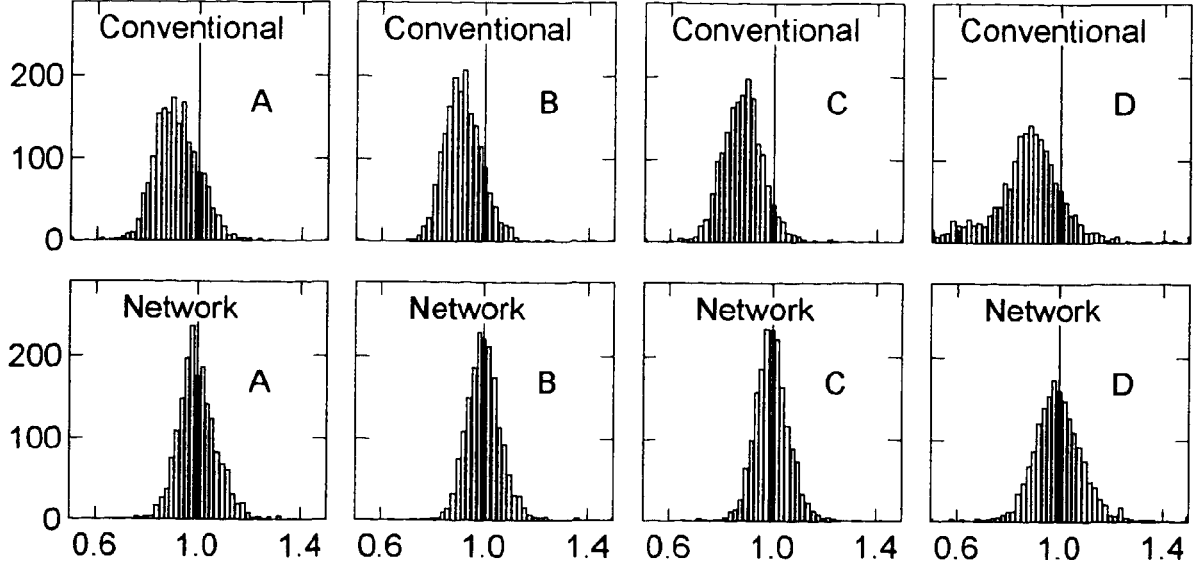 Conventional Conventional Conventional Conventional
200
A B C D
100
0
Network Network Network Network
200
A B C D
100
0
0.6 1.0 1.4 0.6 1.0 1.4 0.6 1.0 1.4 0.6 1.0 1.4